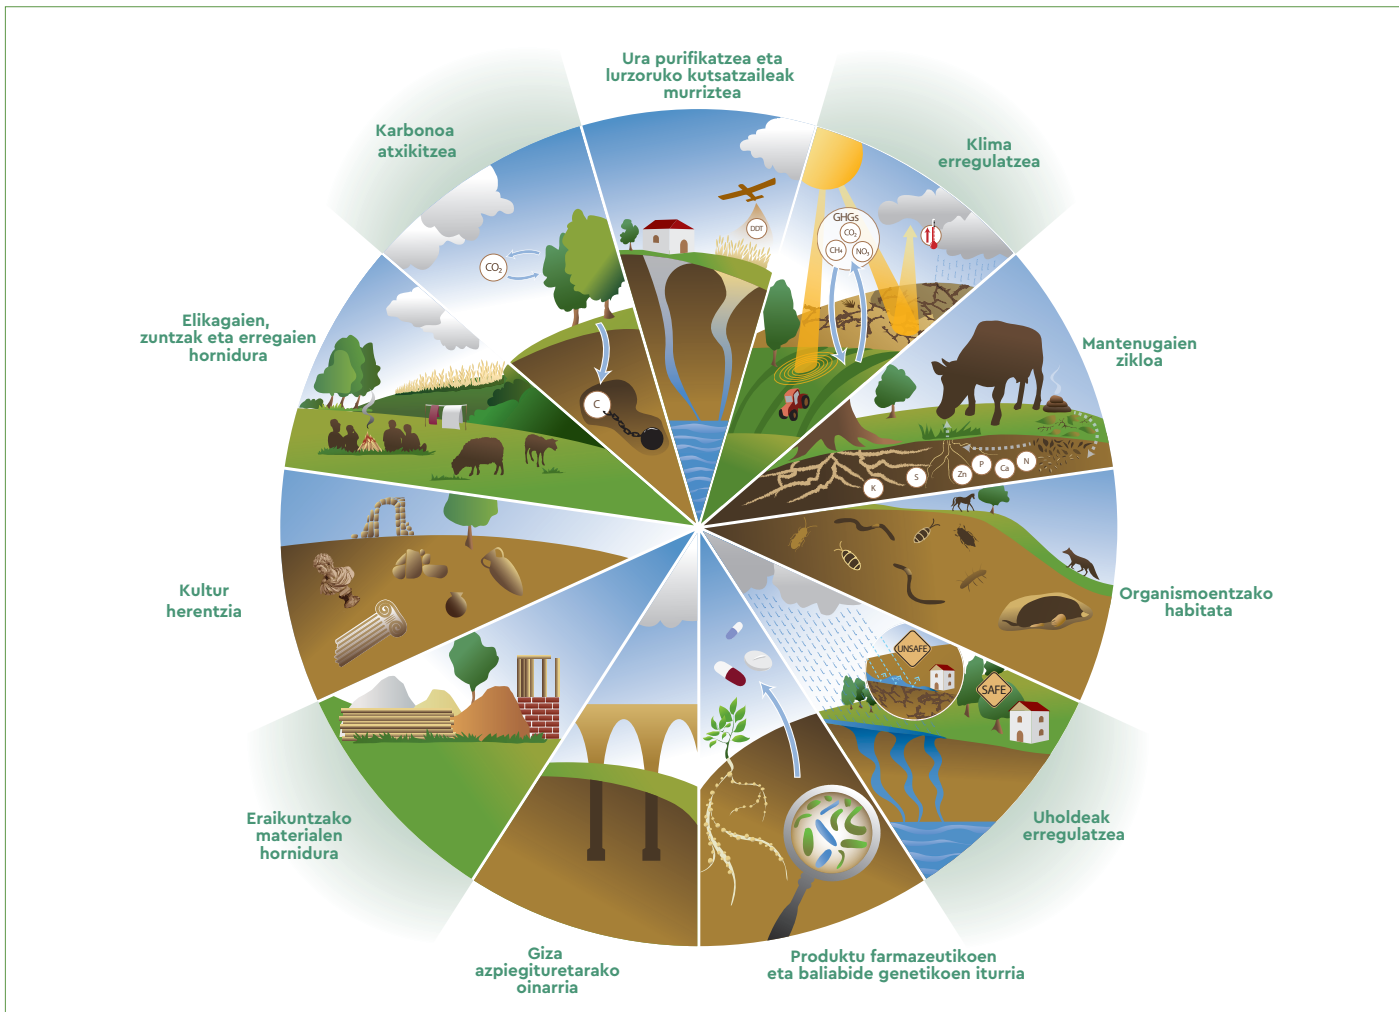 Ura purifikatzea eta
lurzoruko kutsatzaileak
murriztea
Karbonoa
atxikitzea
Klima
erregulatzea
Elikagaien,
zuntzak eta erregaien
hornidura
Mantenugaien
zikloa
Kultur
herentzia
Organismoentzako
habitata
Eraikuntzako
materialen
hornidura
Uholdeak
erregulatzea
Giza
azpiegituretarako
oinarria
Produktu farmazeutikoen
eta baliabide genetikoen iturria
CO₂
C
DDT
GHGs
CO₂
CH₄
NO₃
K
S
Zn
P
Ca
N
UNSAFE
SAFE